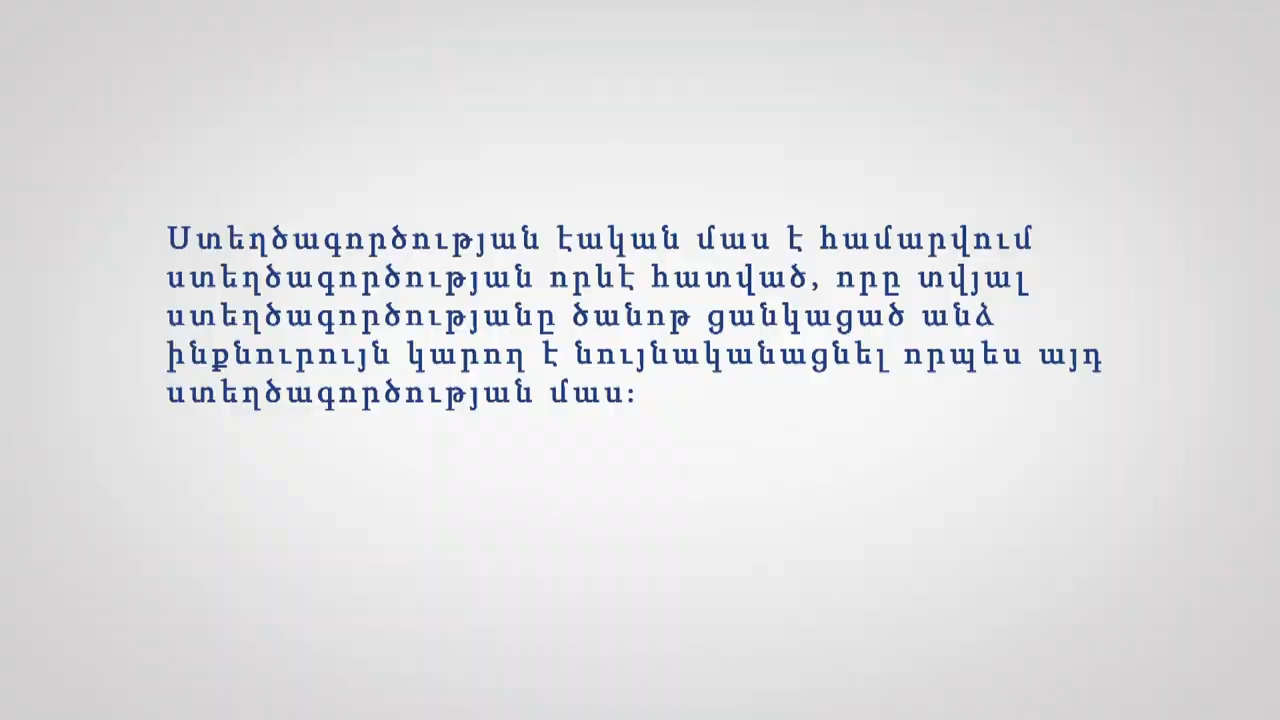 Ստեղծագործության էական մաս է համարվում
ստեղծագործության որևէ հատված, որը տվյալ
ստեղծագործությանը ծանոթ ցանկացած անձ
ինքնուրույն կարող է նույնականացնել որպես այդ
ստեղծագործության մաս։